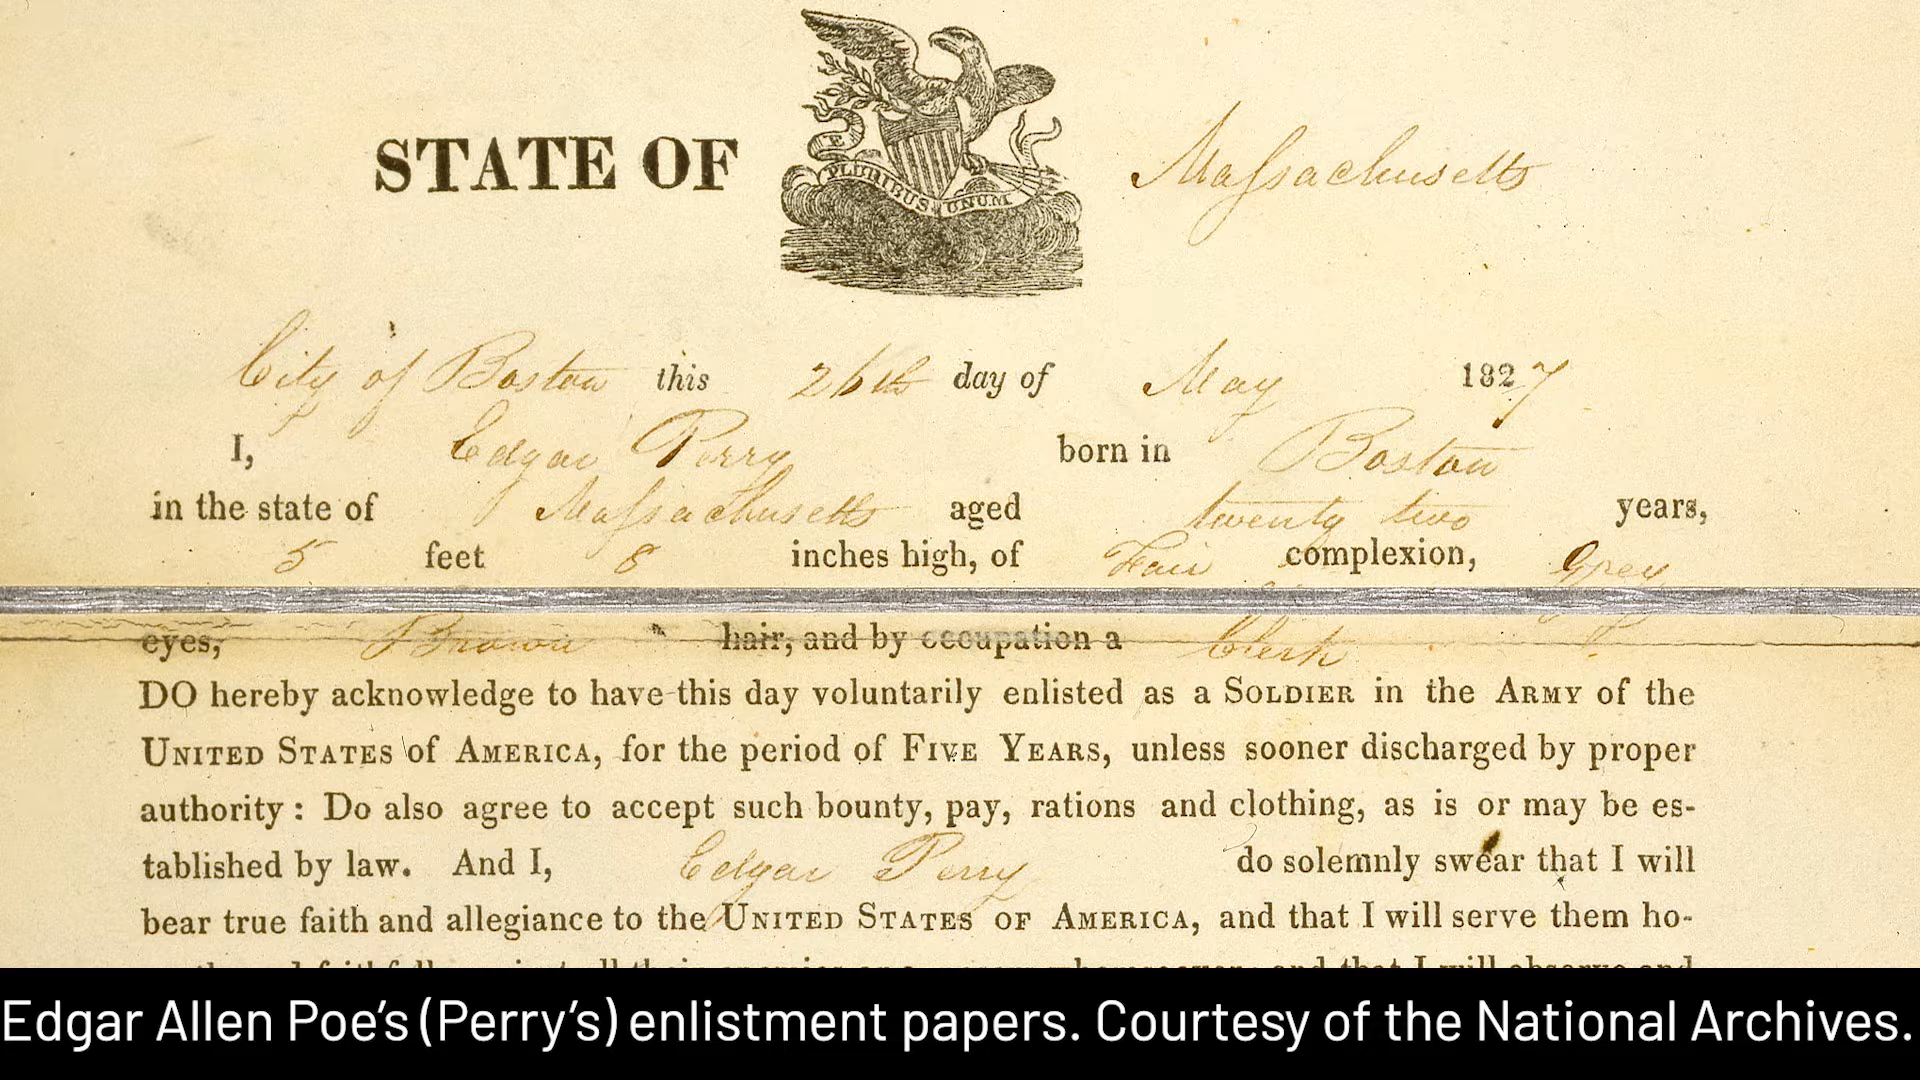 STATE OF Massachusetts
E PLURIBUS UNUM
City of Boston this 26th day of May 1827
I, Edgar Perry born in Boston
in the state of Massachusetts aged twenty two years,
5 feet 8 inches high, of Fair complexion, Grey
eyes, Brown hair, and by occupation a Clerk
DO hereby acknowledge to have this day voluntarily enlisted as a SOLDIER in the ARMY of the
UNITED STATES of AMERICA, for the period of FIVE YEARS, unless sooner discharged by proper
authority: Do also agree to accept such bounty, pay, rations and clothing, as is or may be es-
tablished by law. And I, Edgar Perry do solemnly swear that I will
bear true faith and allegiance to the UNITED STATES OF AMERICA, and that I will serve them ho-
Edgar Allen Poe's (Perry's) enlistment papers. Courtesy of the National Archives.